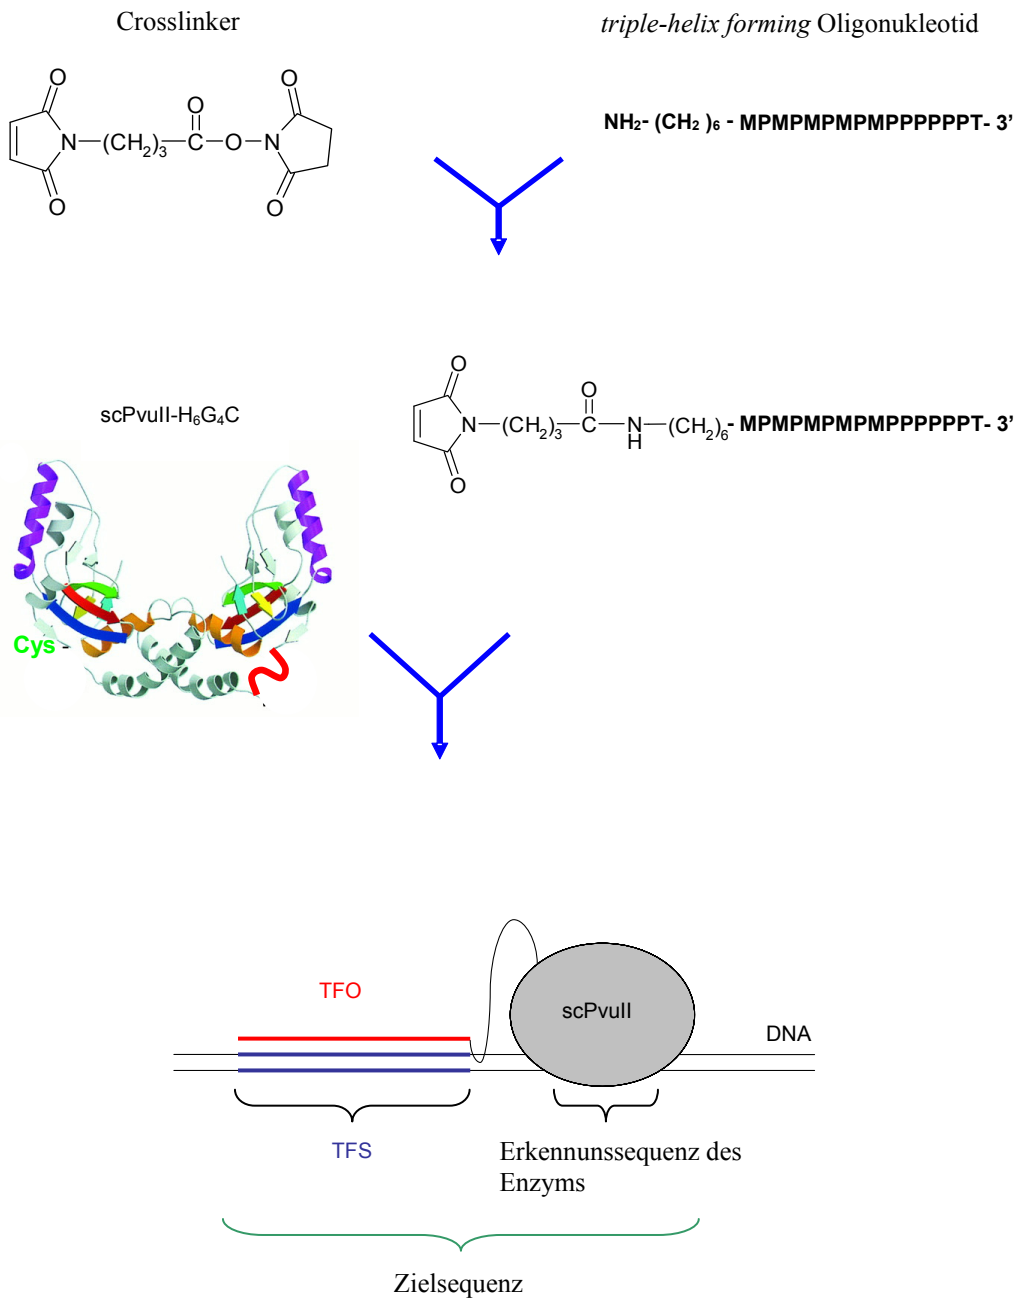 Crosslinker
triple-helix forming Oligonukleotid
O
O
N
(CH₂)₃
C
O
O
N
O
O
NH₂- (CH₂ )₆ - MPMPMPMPMPPPPPPT- 3’
scPvuII-H₆G₄C
O
O
N
(CH₂)₃
C
O
N
H
(CH₂)₆- MPMPMPMPMPPPPPPT- 3’
Cys
TFO
scPvuII
DNA
TFS
Erkennunssequenz des
Enzyms
Zielsequenz